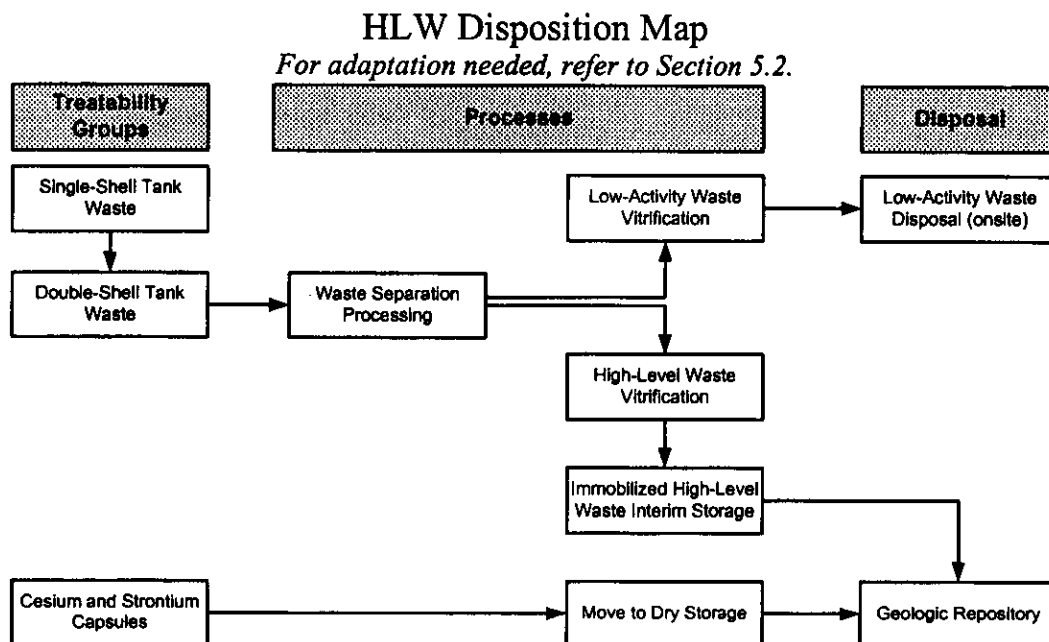 HLW Disposition Map
For adaptation needed, refer to Section 5.2.
Treatability
Groups
Processes
Disposal
Single-Shell Tank
Waste
Low-Activity Waste
Vitrification
Low-Activity Waste
Disposal (onsite)
Double-Shell Tank
Waste
Waste Separation
Processing
High-Level Waste
Vitrification
Immobilized High-Level
Waste Interim Storage
Cesium and Strontium
Capsules
Move to Dry Storage
Geologic Repository